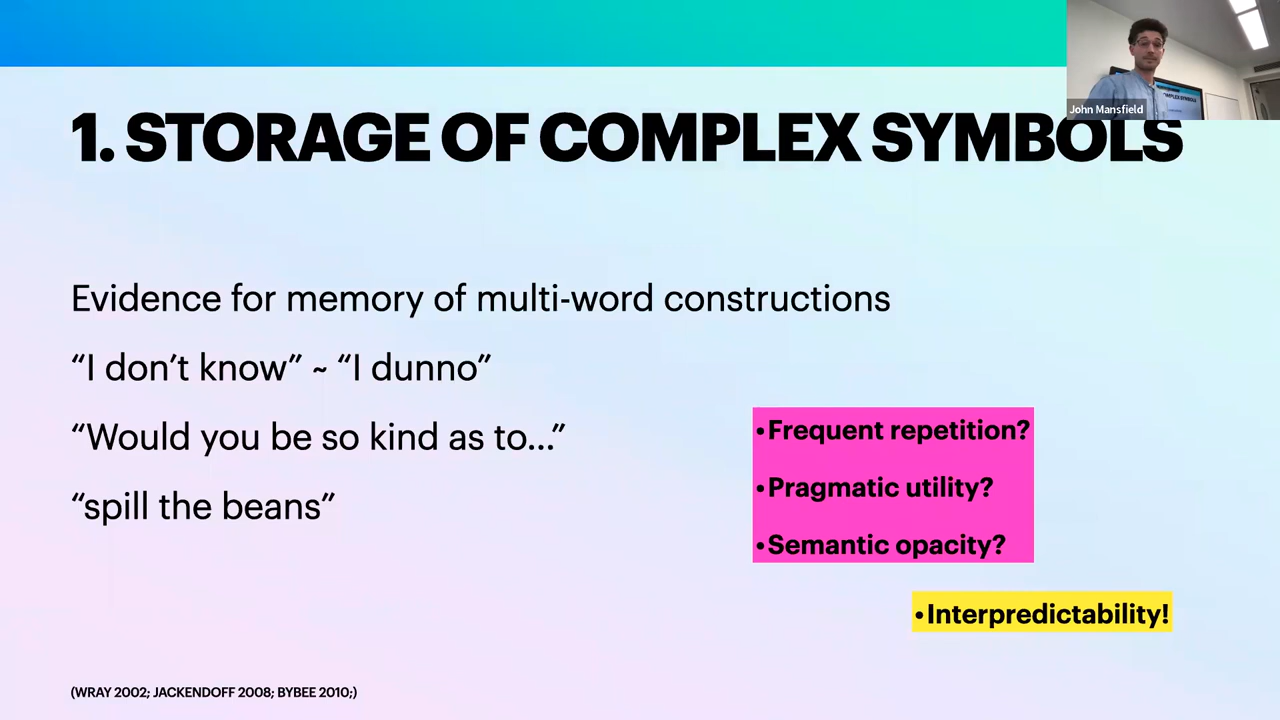 John Mansfield
1. STORAGE OF COMPLEX SYMBOLS
Evidence for memory of multi-word constructions
“I don’t know” ~ “I dunno”
“Would you be so kind as to...”
“spill the beans”
•Frequent repetition?
•Pragmatic utility?
•Semantic opacity?
•Interpredictability!
(WRAY 2002; JACKENDOFF 2008; BYBEE 2010;)